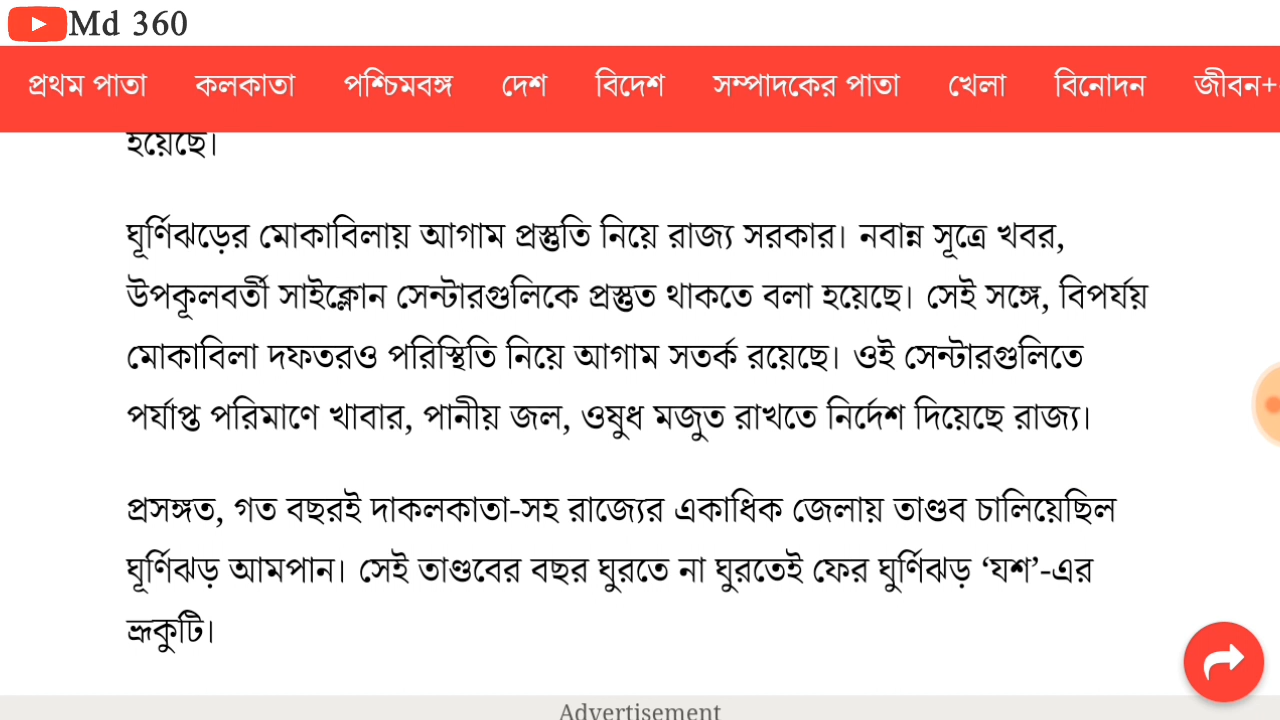 Md 360
প্রথম পাতা কলকাতা পশ্চিমবঙ্গ দেশ বিদেশ সম্পাদকের পাতা খেলা বিনোদন জীবন+
হয়েছে।
ঘূর্ণিঝড়ের মোকাবিলায় আগাম প্রস্তুতি নিয়ে রাজ্য সরকার। নবান্ন সূত্রে খবর,
উপকূলবর্তী সাইক্লোন সেন্টারগুলিকে প্রস্তুত থাকতে বলা হয়েছে। সেই সঙ্গে, বিপর্যয়
মোকাবিলা দফতরও পরিস্থিতি নিয়ে আগাম সতর্ক রয়েছে। ওই সেন্টারগুলিতে
পর্যাপ্ত পরিমাণে খাবার, পানীয় জল, ওষুধ মজুত রাখতে নির্দেশ দিয়েছে রাজ্য।
প্রসঙ্গত, গত বছরই দাকলকাতা-সহ রাজ্যের একাধিক জেলায় তাণ্ডব চালিয়েছিল
ঘূর্ণিঝড় আমপান। সেই তাণ্ডবের বছর ঘুরতে না ঘুরতেই ফের ঘুর্ণিঝড় ‘যশ’-এর
ভ্রূকুটি।
Advertisement